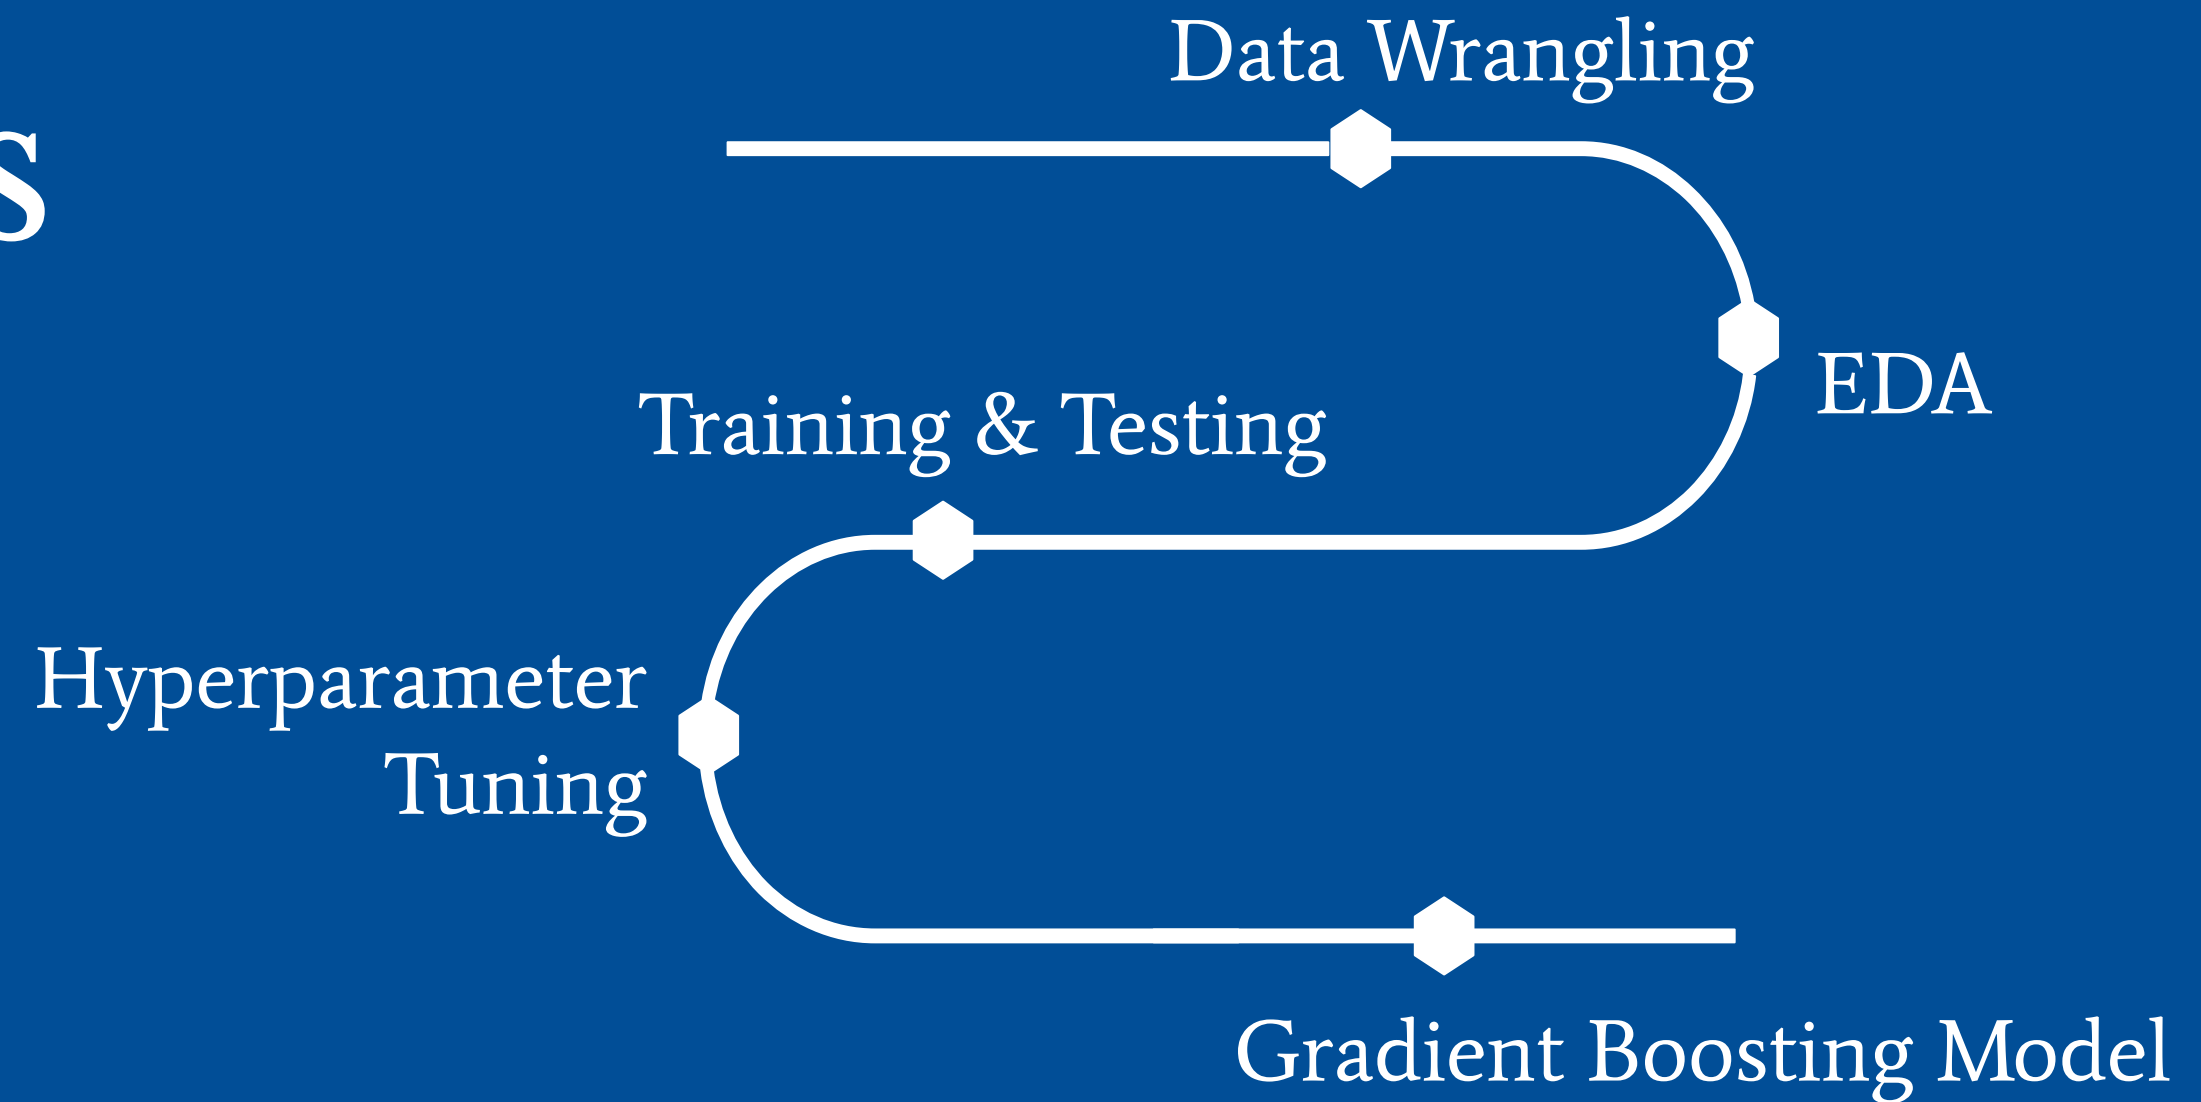 s
Data Wrangling
EDA
Training & Testing
Hyperparameter
Tuning
Gradient Boosting Model